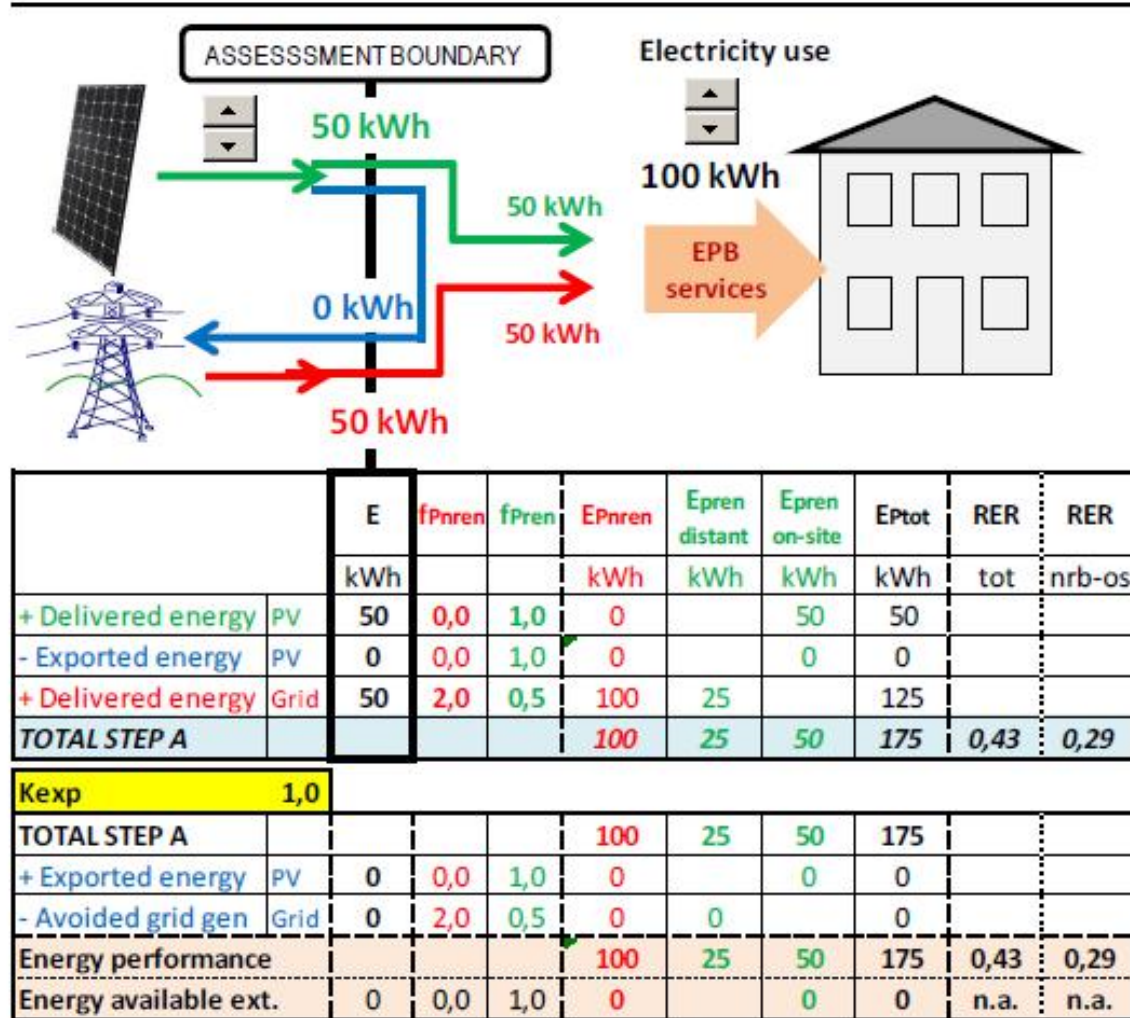 ASSESSSMENT BOUNDARY
Electricity use
50 kWh
100 kWh
50 kWh
EPB
services
0 kWh
50 kWh
50 kWh
E fPnren fPren EPnren Epren distant Epren on-site EPtot RER RER
kWh kWh kWh kWh kWh tot nrb-os
+ Delivered energy PV 50 0,0 1,0 0 50 50
- Exported energy PV 0 0,0 1,0 0 0 0
+ Delivered energy Grid 50 2,0 0,5 100 25 125
TOTAL STEP A 100 25 50 175 0,43 0,29
Kexp 1,0
TOTAL STEP A 100 25 50 175
+ Exported energy PV 0 0,0 1,0 0 0 0
- Avoided grid gen Grid 0 2,0 0,5 0 0 0
Energy performance 100 25 50 175 0,43 0,29
Energy available ext. 0 0,0 1,0 0 0 0 n.a. n.a.